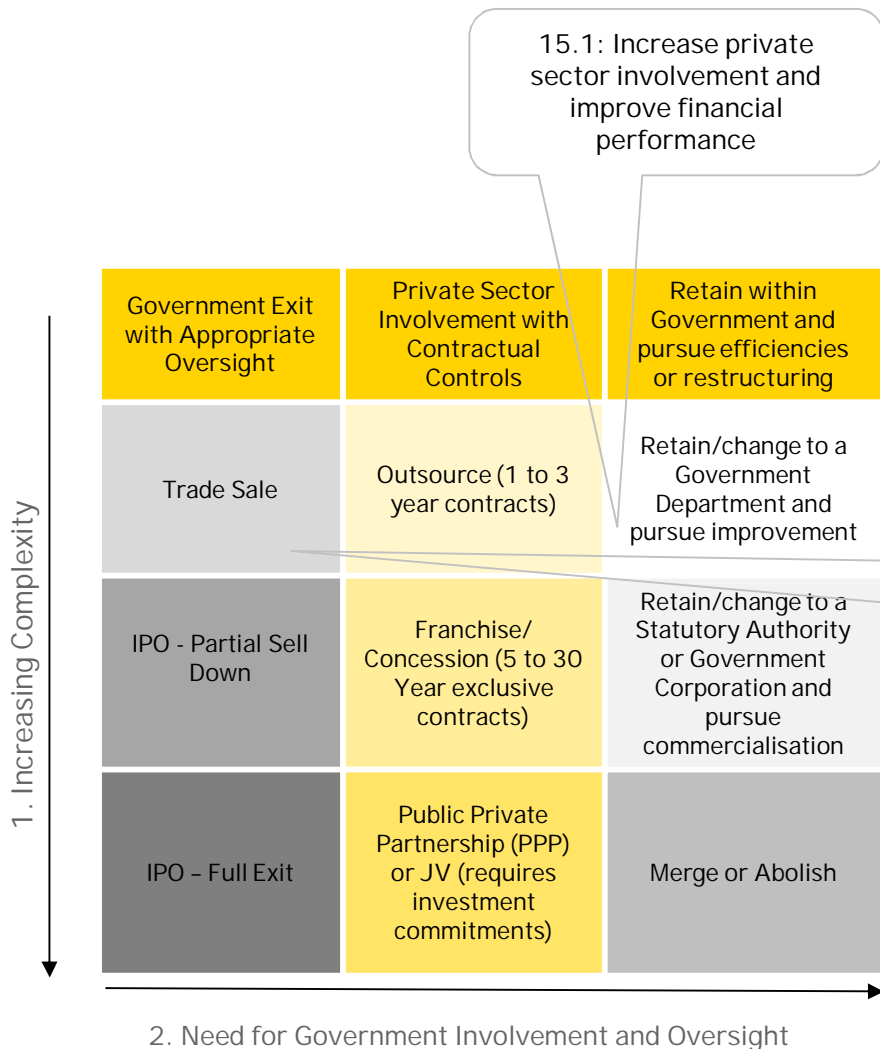 15.1: Increase private
sector involvement and
improve financial
performance
Government Exit
with Appropriate
Oversight
Private Sector
Involvement with
Contractual
Controls
Retain within
Government and
pursue efficiencies
or restructuring
Trade Sale
Outsource (1 to 3
year contracts)
Retain/change to a
Government
Department and
pursue improvement
IPO - Partial Sell
Down
Franchise/
Concession (5 to 30
Year exclusive
contracts)
Retain/change to a
Statutory Authority
or Government
Corporation and
pursue
commercialisation
IPO – Full Exit
Public Private
Partnership (PPP)
or JV (requires
investment
commitments)
Merge or Abolish
1. Increasing Complexity
2. Need for Government Involvement and Oversight